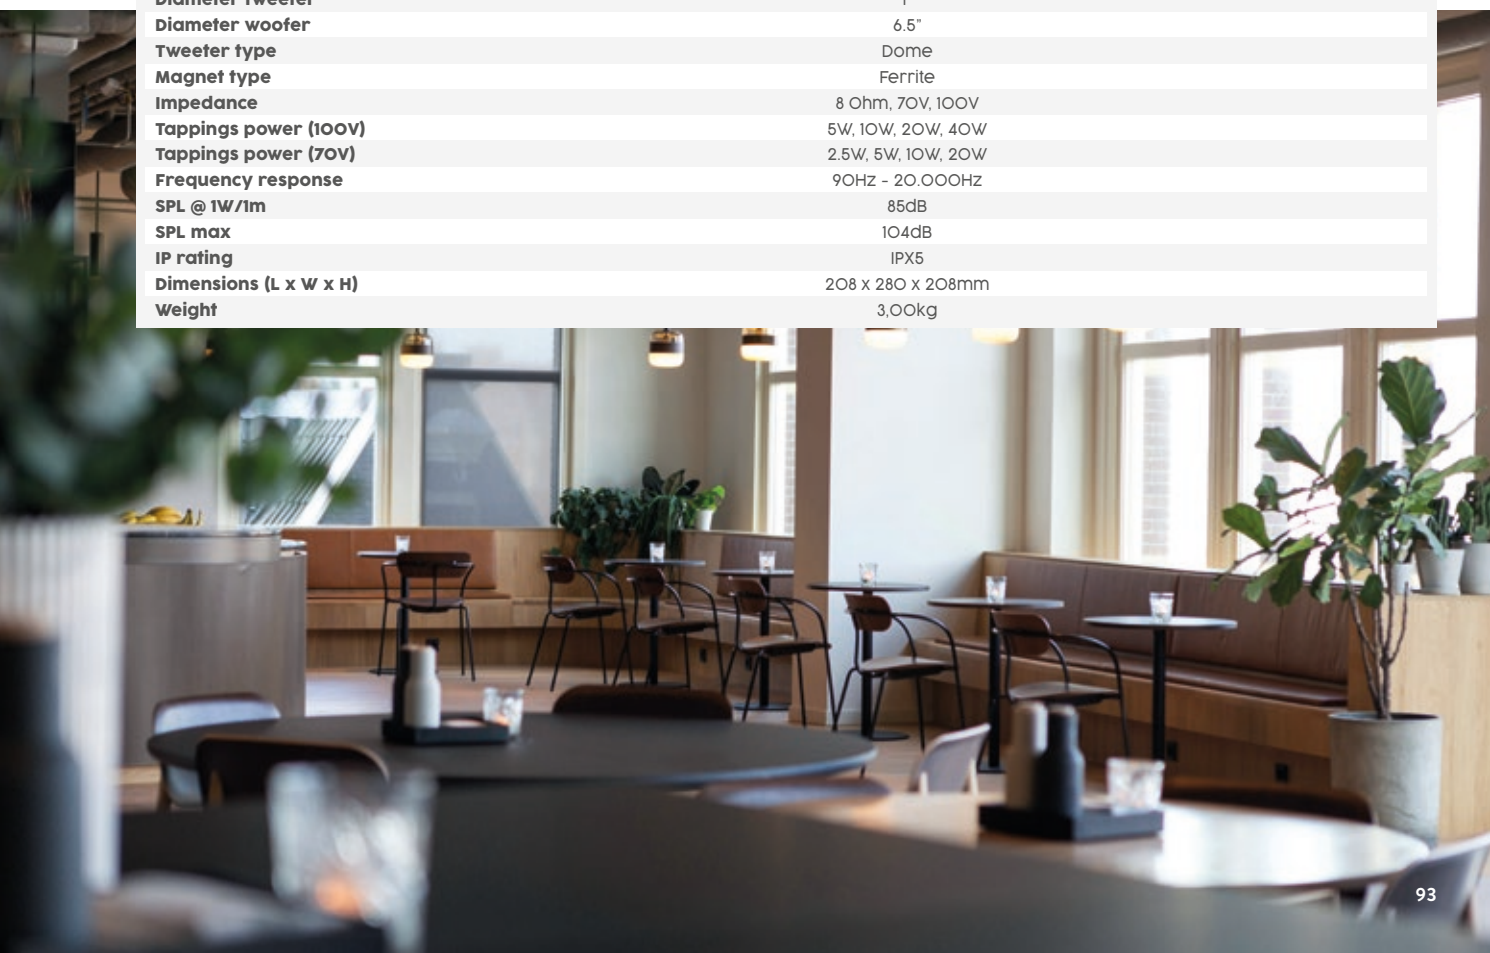 Diameter Tweeter
Diameter woofer 6.5”
Tweeter type Dome
Magnet type Ferrite
Impedance 8 Ohm, 70V, 100V
Tappings power (100V) 5W, 10W, 20W, 40W
Tappings power (70V) 2.5W, 5W, 10W, 20W
Frequency response 90Hz - 20.000Hz
SPL @ 1W/1m 85dB
SPL max 104dB
IP rating IPX5
Dimensions (L x W x H) 208 x 280 x 208mm
Weight 3,00kg
93